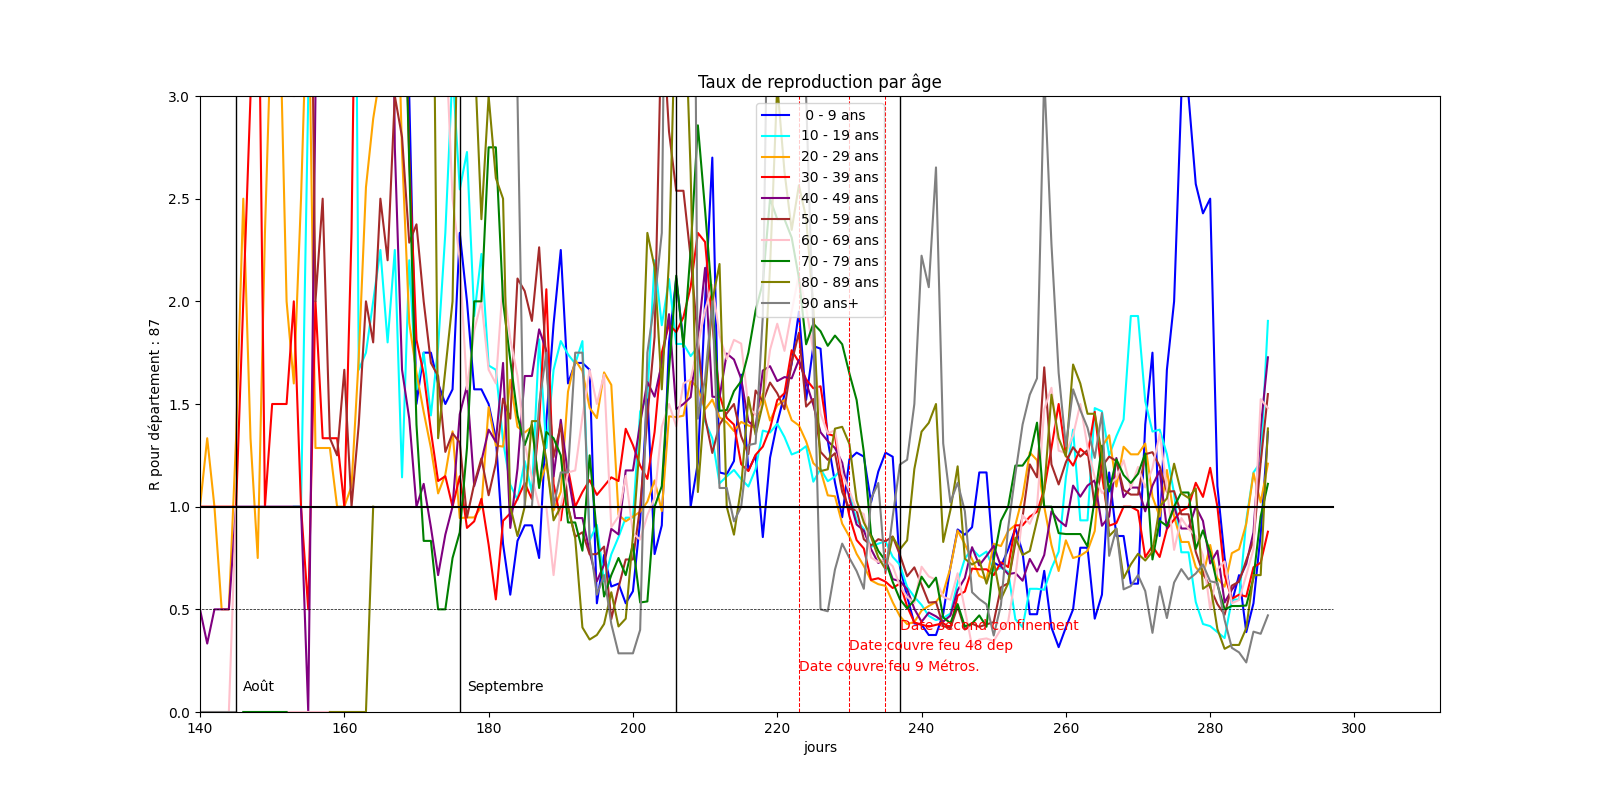 Taux de reproduction par âge
3.0
2.5
2.0
1.5
1.0
0.5
0.0
R pour département : 87
0 - 9 ans
10 - 19 ans
20 - 29 ans
30 - 39 ans
40 - 49 ans
50 - 59 ans
60 - 69 ans
70 - 79 ans
80 - 89 ans
90 ans+
Date second confinement
Date couvre feu 48 dep
Date couvre feu 9 Métros.
Août
Septembre
140
160
180
200
220
240
260
280
300
jours